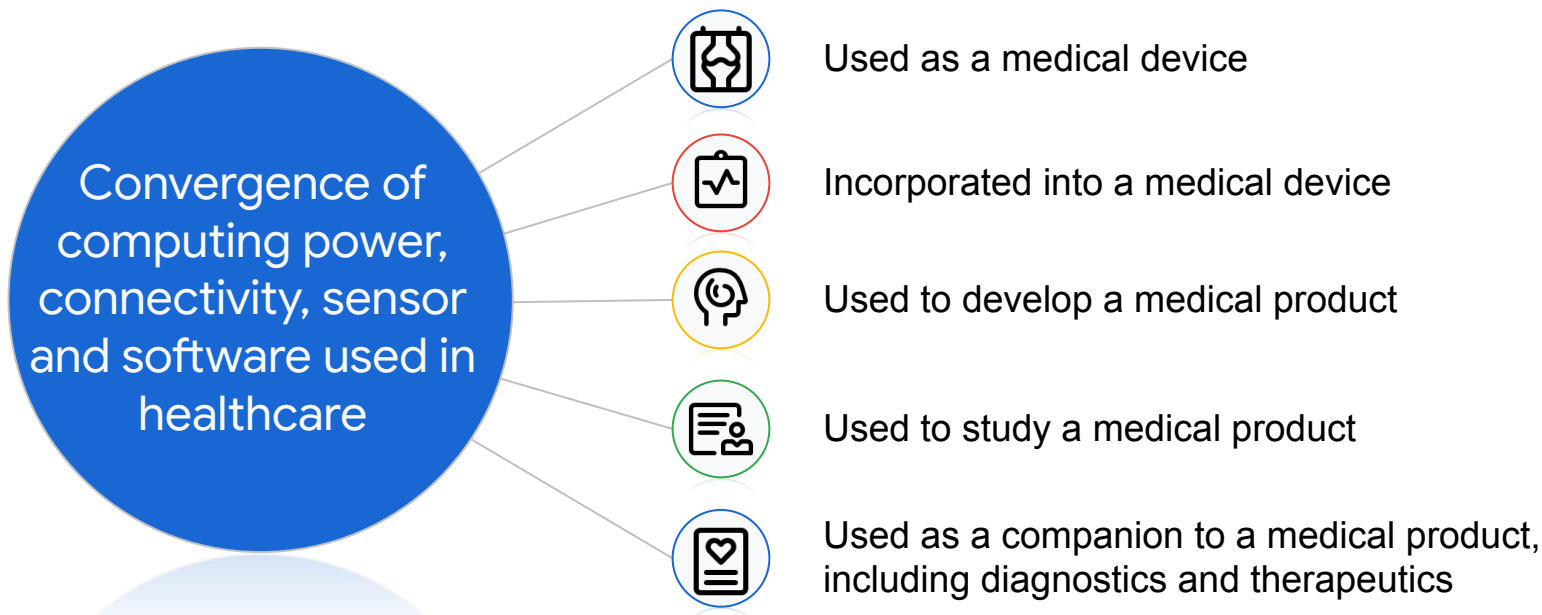 Convergence of
computing power,
connectivity, sensor
and software used in
healthcare
Used as a medical device
Incorporated into a medical device
Used to develop a medical product
Used to study a medical product
Used as a companion to a medical product,
including diagnostics and therapeutics